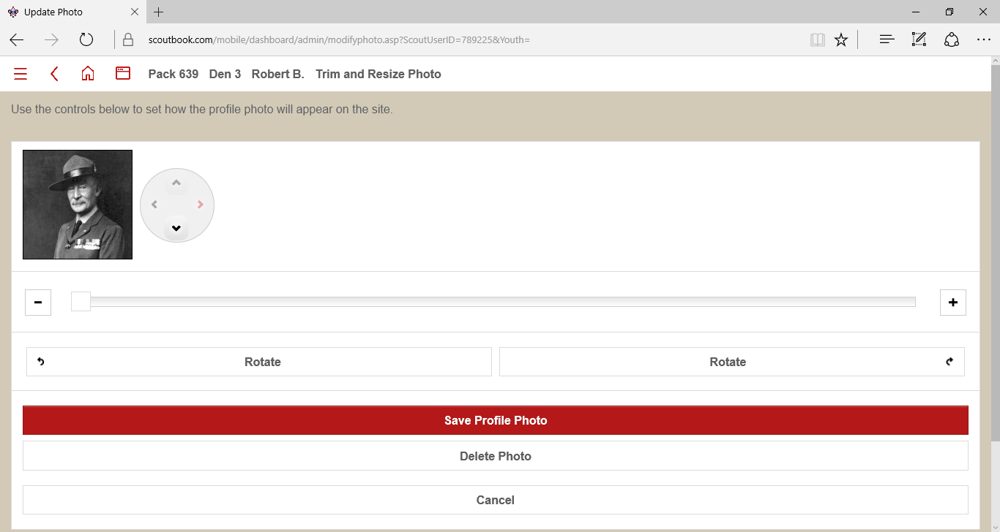 Update Photo
scoutbook.com/mobile/dashboard/admin/modifyphoto.asp?ScoutUserID=789225&Youth=
Pack 639 Den 3 Robert B. Trim and Resize Photo
Use the controls below to set how the profile photo will appear on the site.
Rotate
Rotate
Save Profile Photo
Delete Photo
Cancel